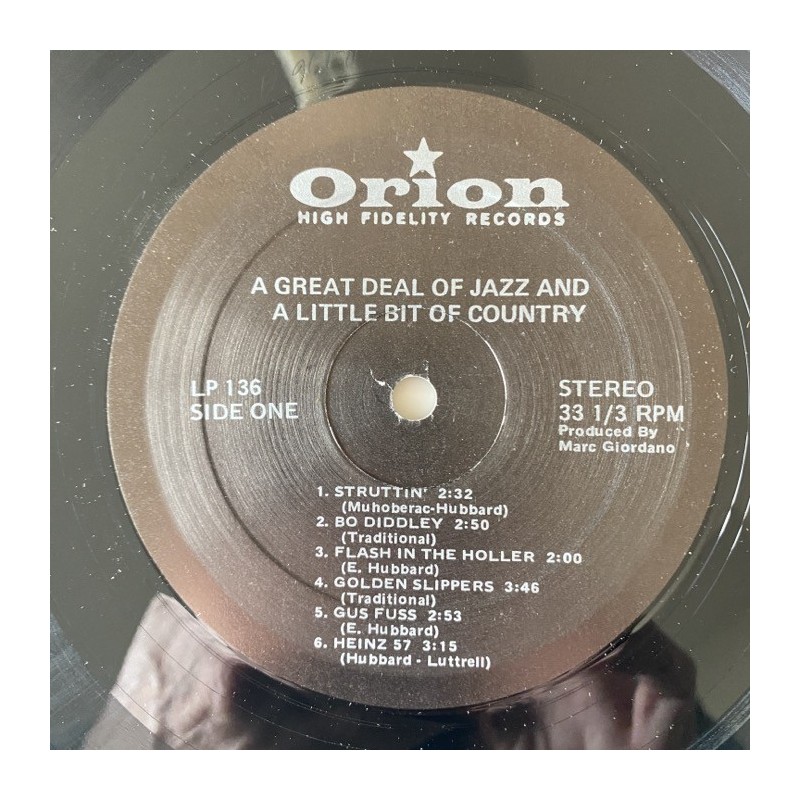 Orion
HIGH FIDELITY RECORDS
A GREAT DEAL OF JAZZ AND
A LITTLE BIT OF COUNTRY
LP 136
SIDE ONE
STEREO
33 1/3 RPM
Produced By
Marc Giordano
1. STRUTTIN' 2:32
(Muhoberac-Hubbard)
2. BO DIDDLEY 2:50
(Traditional)
3. FLASH IN THE HOLLER 2:00
(E. Hubbard)
4. GOLDEN SLIPPERS 3:46
(Traditional)
5. GUS FUSS 2:53
(E. Hubbard)
6. HEINZ 57 3:15
(Hubbard - Luttrell)